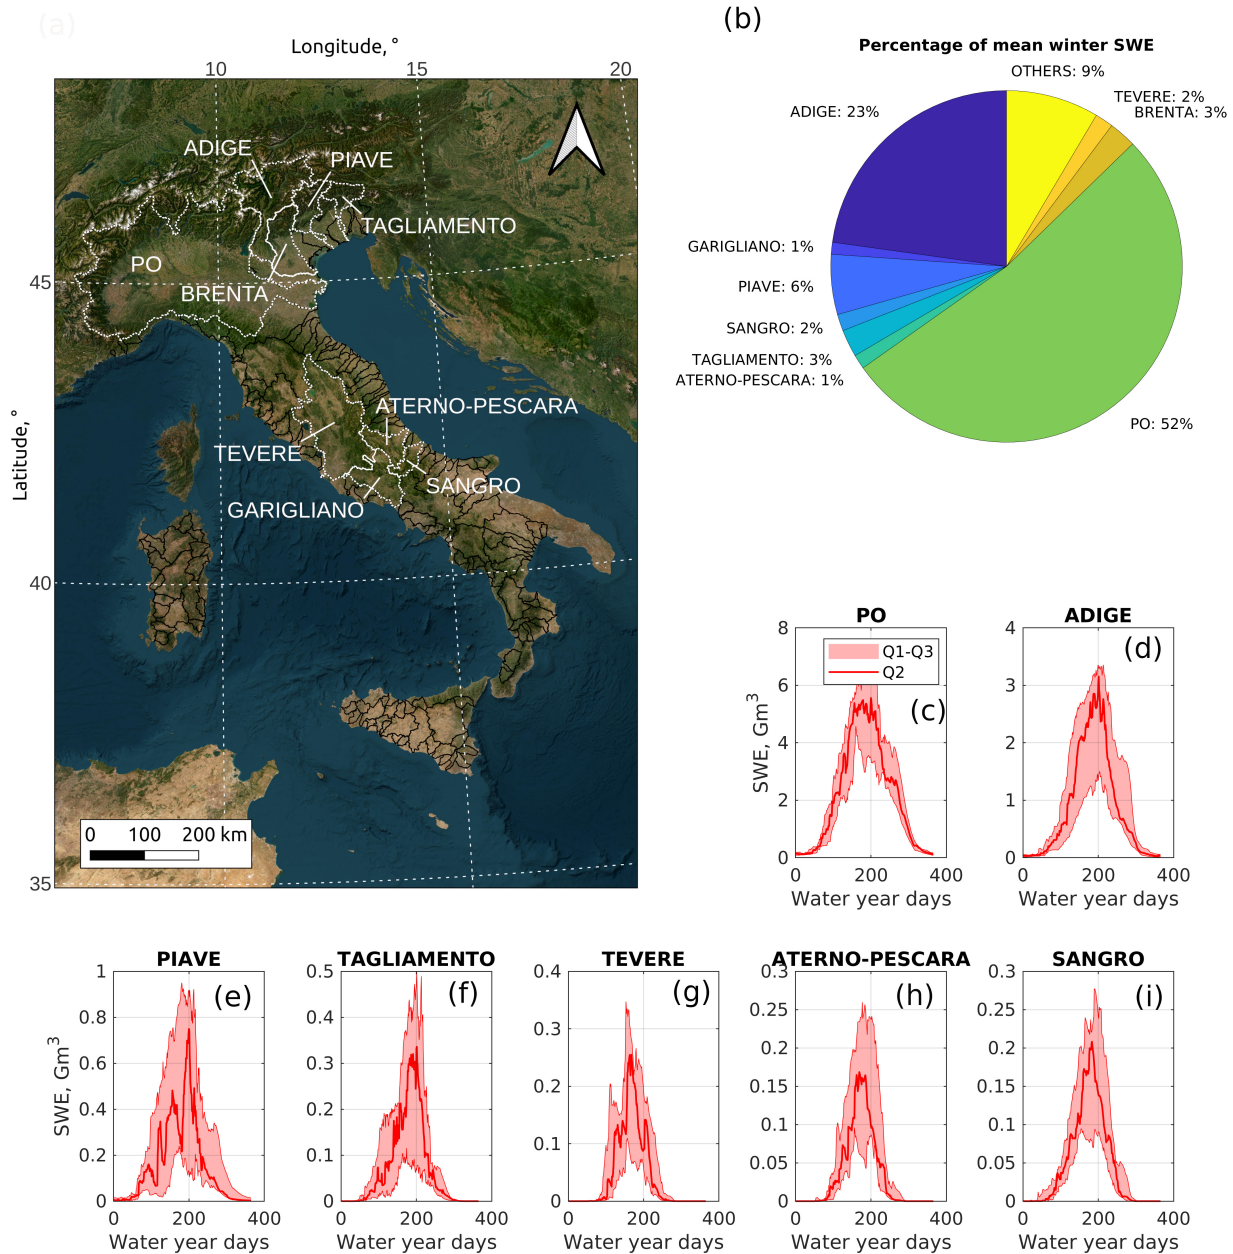 (a)
Longitude, °
10
15
20
ADIGE
PIAVE
TAGLIAMENTO
PO
45
BRENTA
ATERNO-PESCARA
TEVERE
SANGRO
GARIGLIANO
Latitude, °
40
35
0 100 200 km
(b)
Percentage of mean winter SWE
OTHERS: 9%
TEVERE: 2%
BRENTA: 3%
ADIGE: 23%
GARIGLIANO: 1%
PIAVE: 6%
SANGRO: 2%
TAGLIAMENTO: 3%
ATERNO-PESCARA: 1%
PO: 52%
PO
8
6
4
2
0
SWE, Gm³
Q1-Q3
Q2
(c)
0 200 400
Water year days
ADIGE
4
3
2
1
0
(d)
0 200 400
Water year days
PIAVE
1
0.8
0.6
0.4
0.2
0
SWE, Gm³
(e)
0 200 400
Water year days
TAGLIAMENTO
0.5
0.4
0.3
0.2
0.1
0
(f)
0 200 400
Water year days
TEVERE
0.4
0.3
0.2
0.1
0
(g)
0 200 400
Water year days
ATERNO-PESCARA
0.3
0.25
0.2
0.15
0.1
0.05
0
(h)
0 200 400
Water year days
SANGRO
0.3
0.25
0.2
0.15
0.1
0.05
0
(i)
0 200 400
Water year days